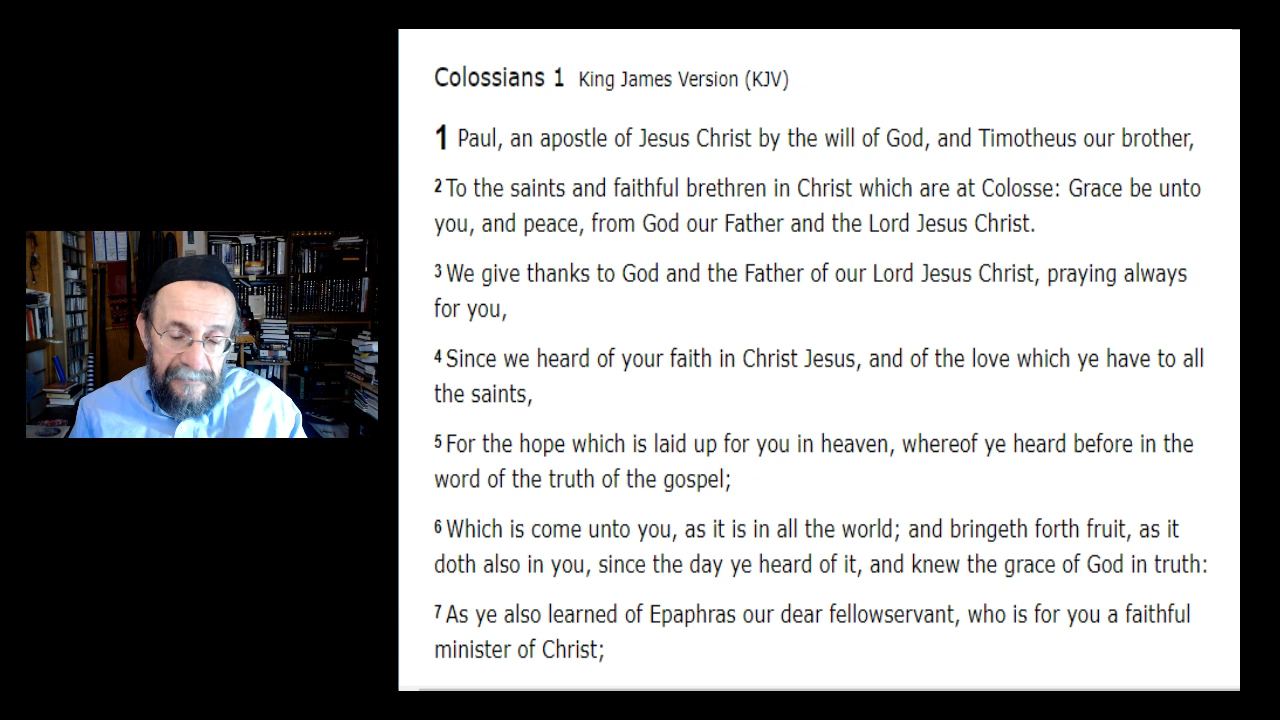 Colossians 1 King James Version (KJV)
1 Paul, an apostle of Jesus Christ by the will of God, and Timotheus our brother,
2 To the saints and faithful brethren in Christ which are at Colosse: Grace be unto
you, and peace, from God our Father and the Lord Jesus Christ.
3 We give thanks to God and the Father of our Lord Jesus Christ, praying always
for you,
4 Since we heard of your faith in Christ Jesus, and of the love which ye have to all
the saints,
5 For the hope which is laid up for you in heaven, whereof ye heard before in the
word of the truth of the gospel;
6 Which is come unto you, as it is in all the world; and bringeth forth fruit, as it
doth also in you, since the day ye heard of it, and knew the grace of God in truth:
7 As ye also learned of Epaphras our dear fellowservant, who is for you a faithful
minister of Christ;